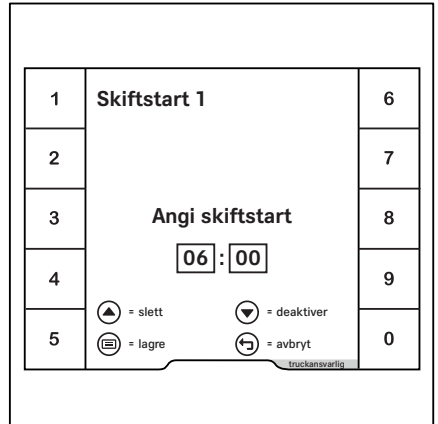 1 Skiftstart 1 6
2 7
3 Angi skiftstart 8
06 : 00
4 9
= slett = deaktiver
5 = lagre = avbryt 0
truckansvarlig